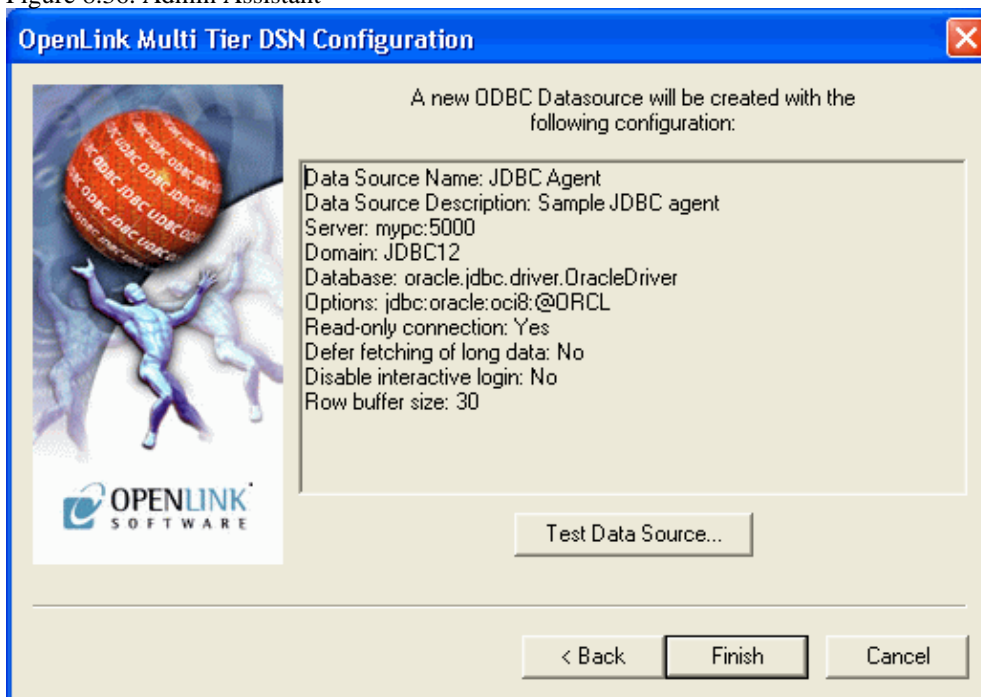 OpenLink Multi Tier DSN Configuration
A new ODBC Datasource will be created with the
following configuration:
Data Source Name: JDBC Agent
Data Source Description: Sample JDBC agent
Server: mypc:5000
Domain: JDBC12
Database: oracle.jdbc.driver.OracleDriver
Options: jdbc:oracle:oci8:@ORCL
Read-only connection: Yes
Defer fetching of long data: No
Disable interactive login: No
Row buffer size: 30
OPENLINK
SOFTWARE
Test Data Source...
< Back
Finish
Cancel